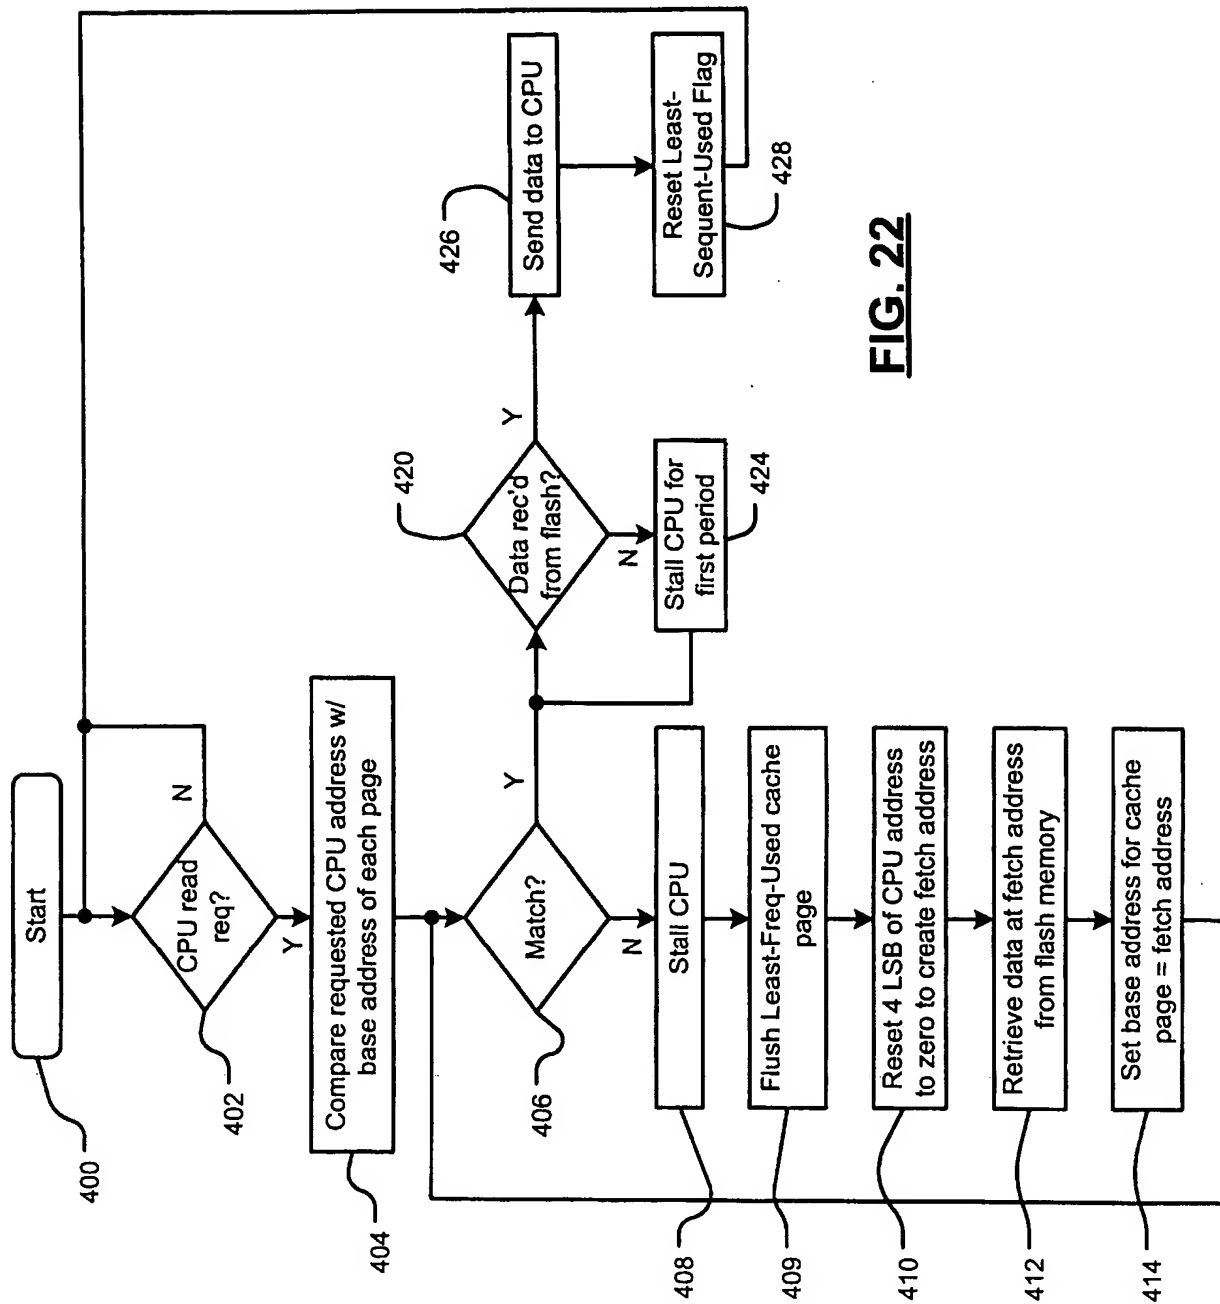 Start
400
CPU read
req?
N
Y
402
Compare requested CPU address w/
base address of each page
404
Match?
Y
N
406
Stall CPU
408
Flush Least-Freq-Used cache
page
409
Reset 4 LSB of CPU address
to zero to create fetch address
410
Retrieve data at fetch address
from flash memory
412
Set base address for cache
page = fetch address
414
Data rec'd
from flash?
420
Y
N
Stall CPU for
first period
424
Send data to CPU
426
Reset Least-
Sequent-Used Flag
428
FIG. 22